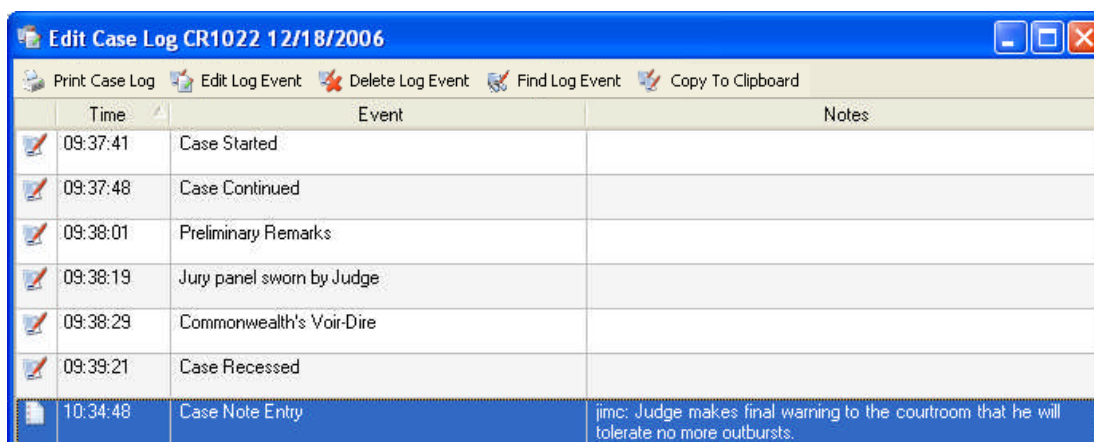 Edit Case Log CR1022 12/18/2006
Print Case Log Edit Log Event Delete Log Event Find Log Event Copy To Clipboard
Time Event Notes
09:37:41 Case Started
09:37:48 Case Continued
09:38:01 Preliminary Remarks
09:38:19 Jury panel sworn by Judge
09:38:29 Commonwealth's Voir-Dire
09:39:21 Case Recessed
10:34:48 Case Note Entry jimc: Judge makes final warning to the courtroom that he will
tolerate no more outbursts.